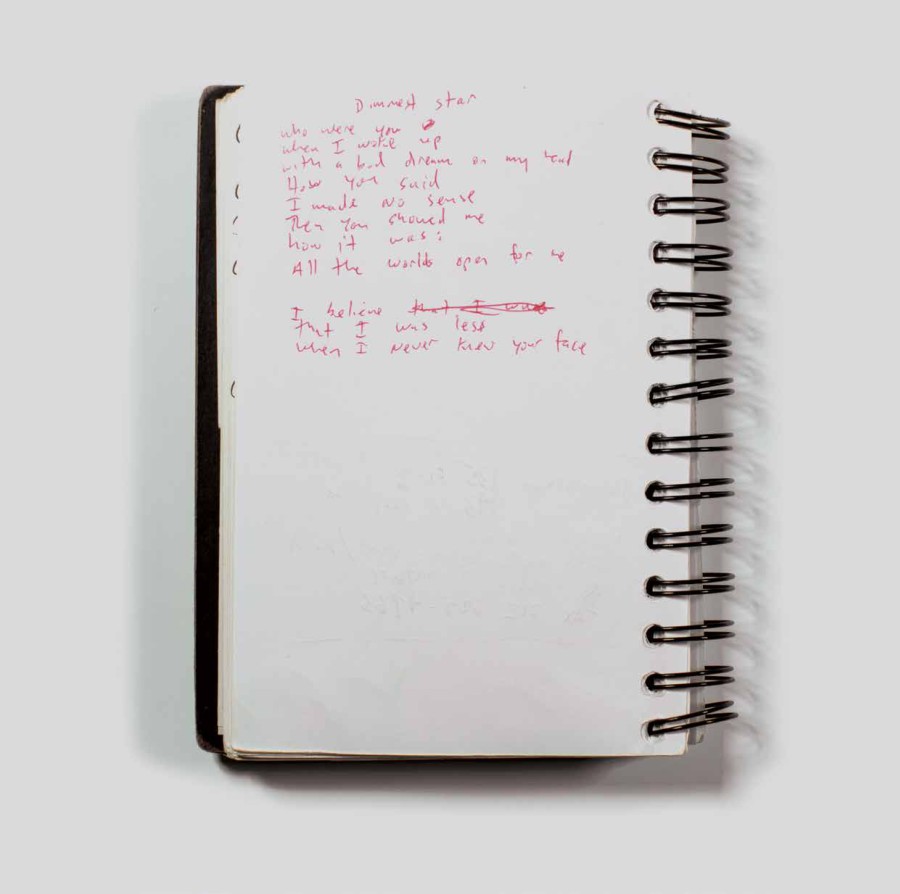 Dimmest star
who were you
when I woke up
with a bad dream on my head
How you said
I made no sense
Then you showed me
how it was:
All the worlds open for me
I believe that I was
That I was less
when I never knew your face